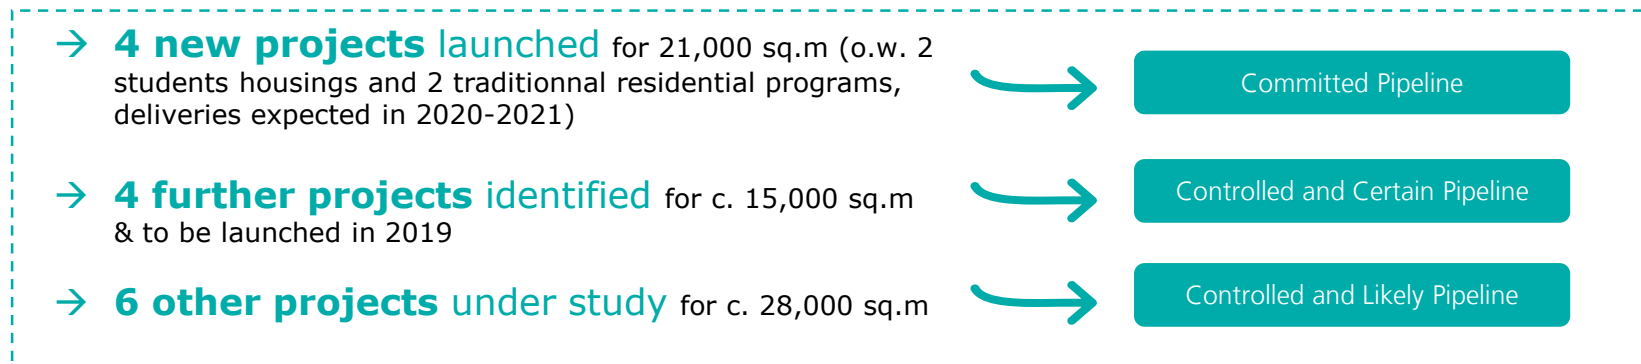 → 4 new projects launched for 21,000 sq.m (o.w. 2
students housings and 2 traditionnal residential programs,
deliveries expected in 2020-2021)
Committed Pipeline
→ 4 further projects identified for c. 15,000 sq.m
& to be launched in 2019
Controlled and Certain Pipeline
→ 6 other projects under study for c. 28,000 sq.m
Controlled and Likely Pipeline